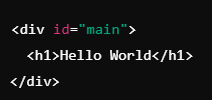 <div id="main">
  <h1>Hello World</h1>
</div>